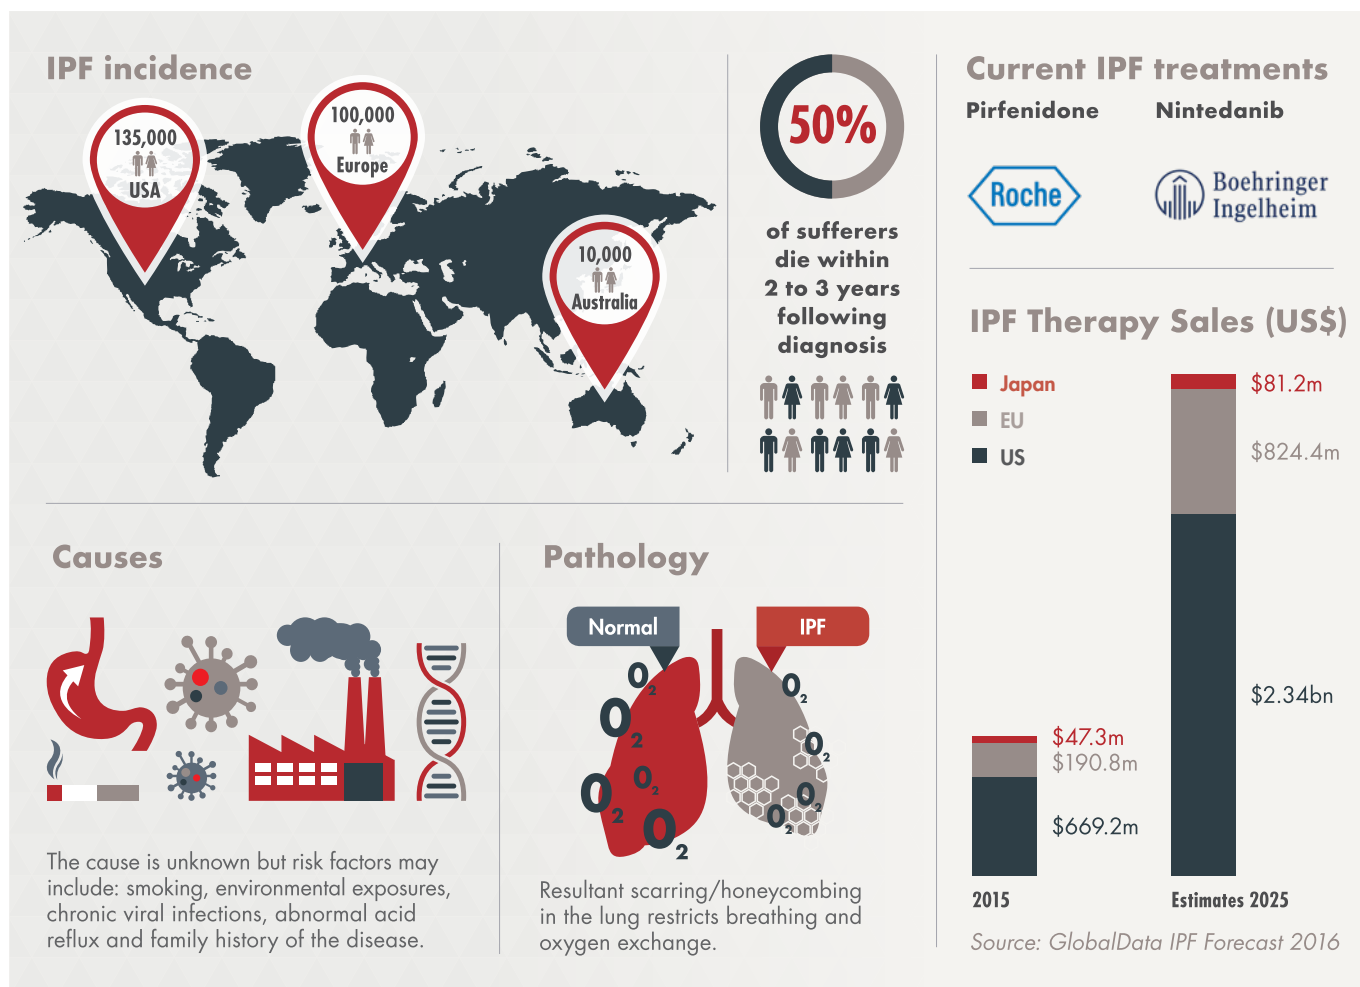 IPF incidence
135,000
USA
100,000
Europe
10,000
Australia
50%
of sufferers
die within
2 to 3 years
following
diagnosis
Current IPF treatments
Pirfenidone
Nintedanib
Roche
Boehringer
Ingelheim
IPF Therapy Sales (US$)
Japan
EU
US
$81.2m
$824.4m
$2.34bn
$47.3m
$190.8m
$669.2m
2015
Estimates 2025
Source: GlobalData IPF Forecast 2016
Causes
The cause is unknown but risk factors may
include: smoking, environmental exposures,
chronic viral infections, abnormal acid
reflux and family history of the disease.
Pathology
Normal
IPF
O2
O2
O2
O2
O2
O2
O2
O2
O2
Resultant scarring/honeycombing
in the lung restricts breathing and
oxygen exchange.